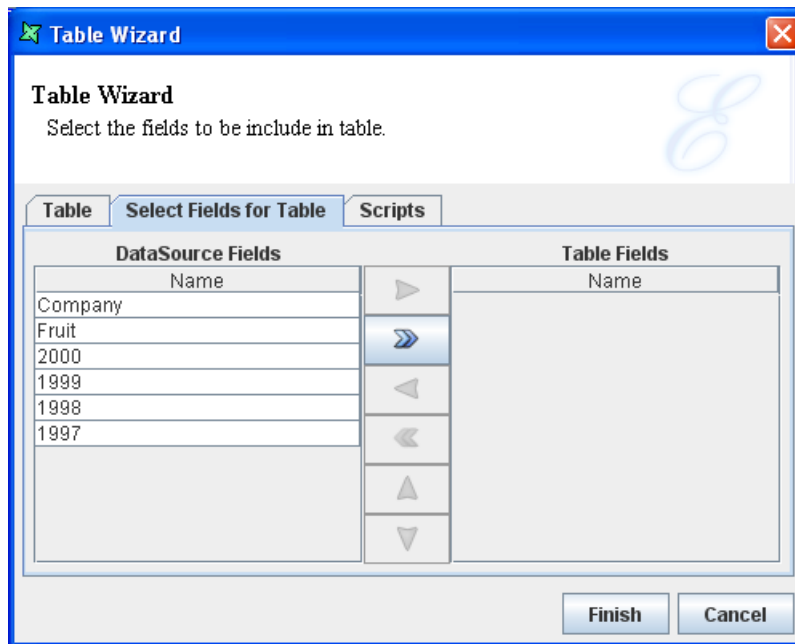 Table Wizard
Table Wizard
Select the fields to be include in table.
Table
Select Fields for Table
Scripts
DataSource Fields
Name
Company
Fruit
2000
1999
1998
1997
Table Fields
Name
Finish
Cancel